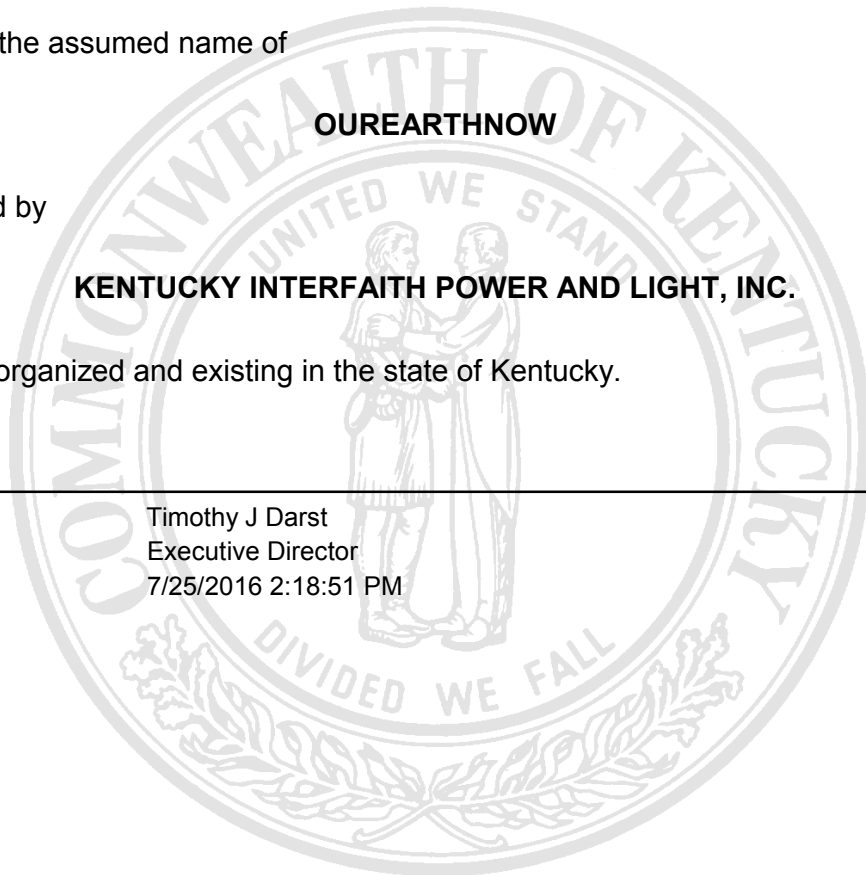 the assumed name of
OUREARTHNOW
d by
KENTUCKY INTERFAITH POWER AND LIGHT, INC.
organized and existing in the state of Kentucky.
Timothy J Darst
Executive Director
7/25/2016 2:18:51 PM
COMMONWEALTH OF KENTUCKY
UNITED WE STAND
DIVIDED WE FALL